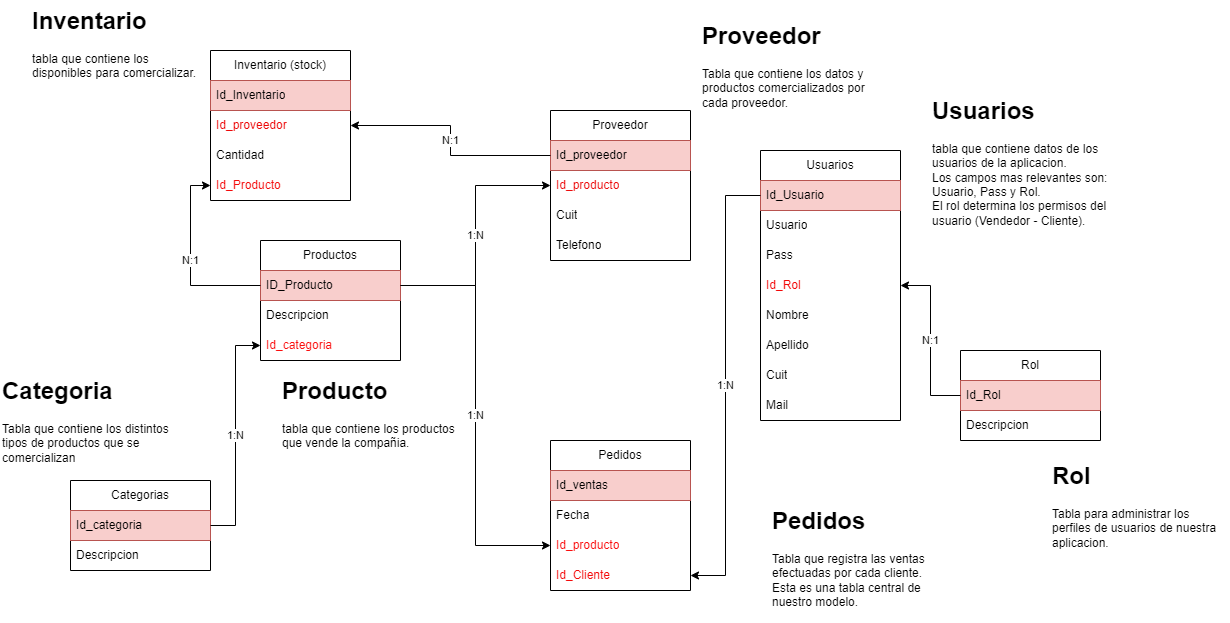 Inventario
tabla que contiene los
disponibles para comercializar.
Inventario (stock)
Id_Inventario
Id_proveedor
Cantidad
Id_Producto
N:1
N:1
Proveedor
Tabla que contiene los datos y
productos comercializados por
cada proveedor.
Proveedor
Id_proveedor
Id_producto
Cuit
Telefono
1:N
Usuarios
tabla que contiene datos de los
usuarios de la aplicacion.
Los campos mas relevantes son:
Usuario, Pass y Rol.
El rol determina los permisos del
usuario (Vendedor - Cliente).
Usuarios
Id_Usuario
Usuario
Pass
Id_Rol
Nombre
Apellido
Cuit
Mail
N:1
1:N
Productos
ID_Producto
Descripcion
Id_categoria
Rol
Id_Rol
Descripcion
Categoria
Tabla que contiene los distintos
tipos de productos que se
comercializan
1:N
Producto
tabla que contiene los productos
que vende la compañia.
1:N
Categorias
Id_categoria
Descripcion
Pedidos
Id_ventas
Fecha
Id_producto
Id_Cliente
Pedidos
Tabla que registra las ventas
efectuadas por cada cliente.
Esta es una tabla central de
nuestro modelo.
Rol
Tabla para administrar los
perfiles de usuarios de nuestra
aplicacion.